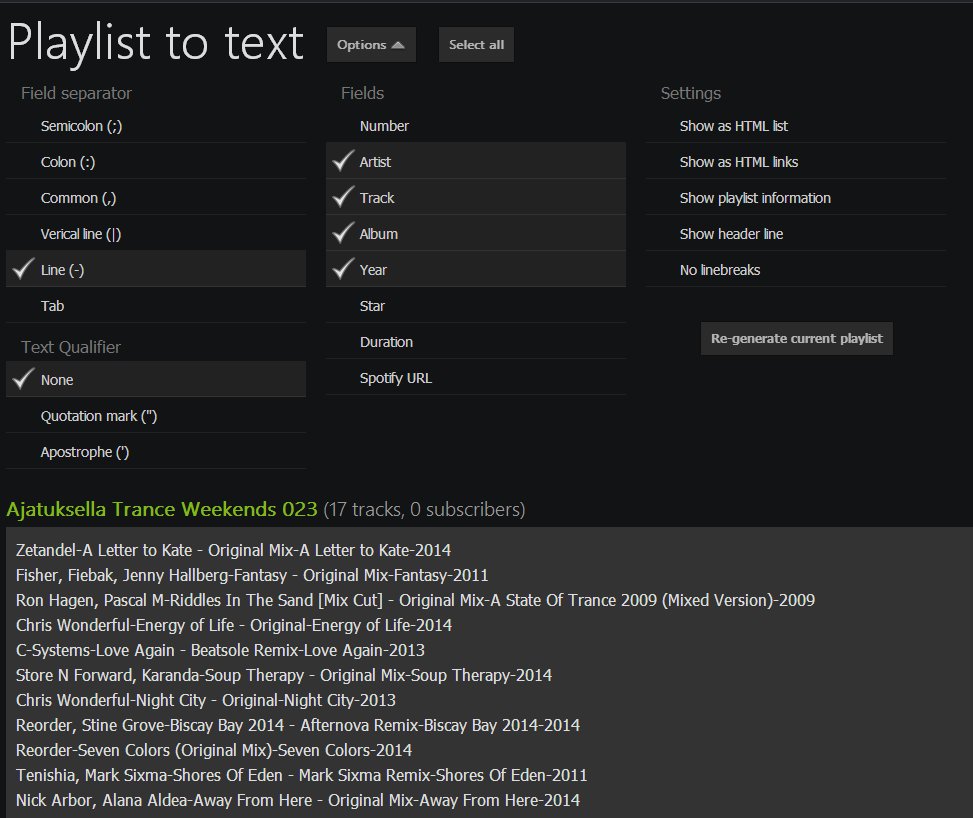 Playlist to text
Options
Select all
Field separator
Semicolon (;)
Colon (:)
Common (,)
Verical line (|)
Line (-)
Tab
Text Qualifier
None
Quotation mark (")
Apostrophe (')
Fields
Number
Artist
Track
Album
Year
Star
Duration
Spotify URL
Settings
Show as HTML list
Show as HTML links
Show playlist information
Show header line
No linebreaks
Re-generate current playlist
Ajatuksella Trance Weekends 023 (17 tracks, 0 subscribers)
Zetandel-A Letter to Kate - Original Mix-A Letter to Kate-2014
Fisher, Fiebak, Jenny Hallberg-Fantasy - Original Mix-Fantasy-2011
Ron Hagen, Pascal M-Riddles In The Sand [Mix Cut] - Original Mix-A State Of Trance 2009 (Mixed Version)-2009
Chris Wonderful-Energy of Life - Original-Energy of Life-2014
C-Systems-Love Again - Beatsole Remix-Love Again-2013
Store N Forward, Karanda-Soup Therapy - Original Mix-Soup Therapy-2014
Chris Wonderful-Night City - Original-Night City-2013
Reorder, Stine Grove-Biscay Bay 2014 - Afternova Remix-Biscay Bay 2014-2014
Reorder-Seven Colors (Original Mix)-Seven Colors-2014
Tenishia, Mark Sixma-Shores Of Eden - Mark Sixma Remix-Shores Of Eden-2011
Nick Arbor, Alana Aldea-Away From Here - Original Mix-Away From Here-2014